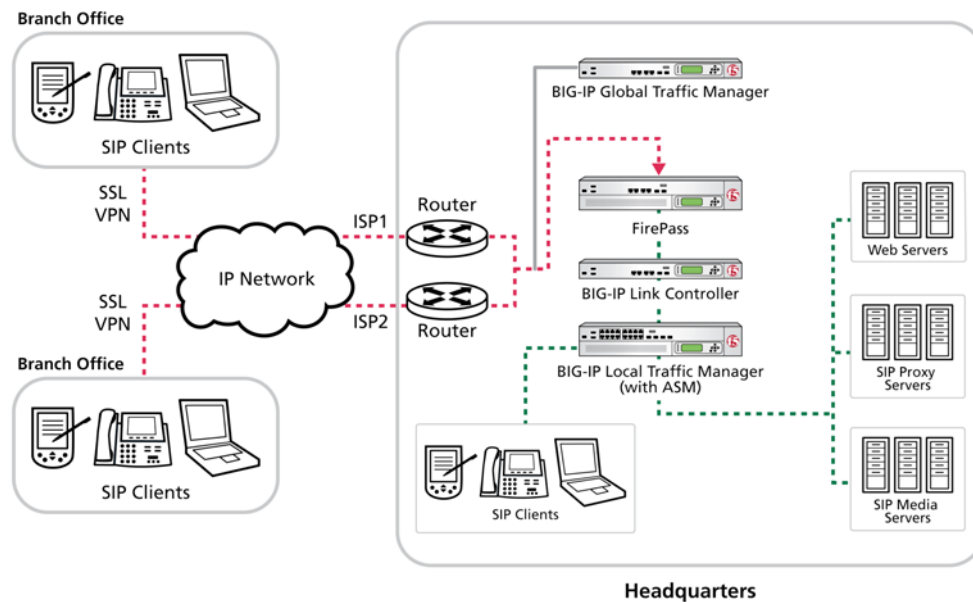 Branch Office
SIP Clients
SSL
VPN
IP Network
ISP1
ISP2
Router
Router
SSL
VPN
Branch Office
SIP Clients
BIG-IP Global Traffic Manager
FirePass
BIG-IP Link Controller
BIG-IP Local Traffic Manager
(with ASM)
SIP Clients
Web Servers
SIP Proxy
Servers
SIP Media
Servers
Headquarters